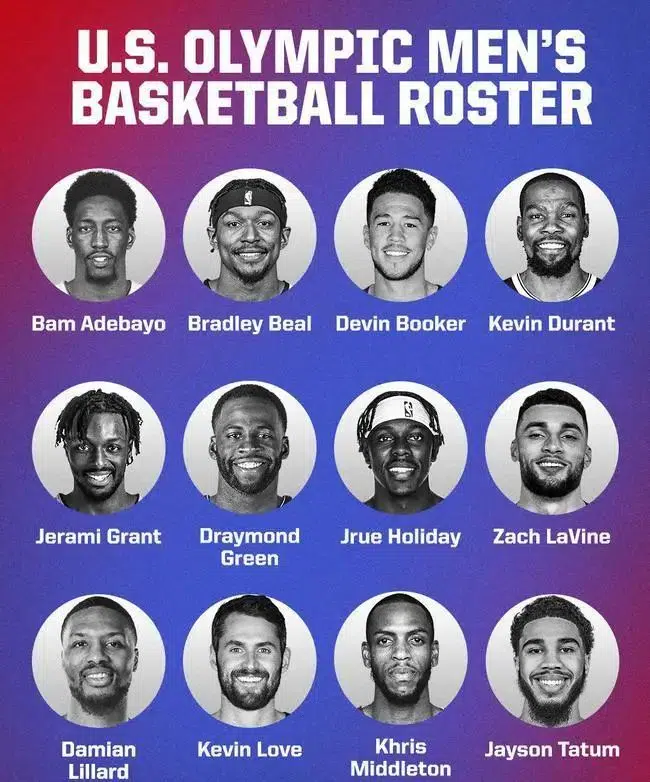 U.S. OLYMPIC MEN'S
BASKETBALL ROSTER
Bam Adebayo
Bradley Beal
Devin Booker
Kevin Durant
Jerami Grant
Draymond
Green
Jrue Holiday
Zach LaVine
Damian
Lillard
Kevin Love
Khris
Middleton
Jayson Tatum